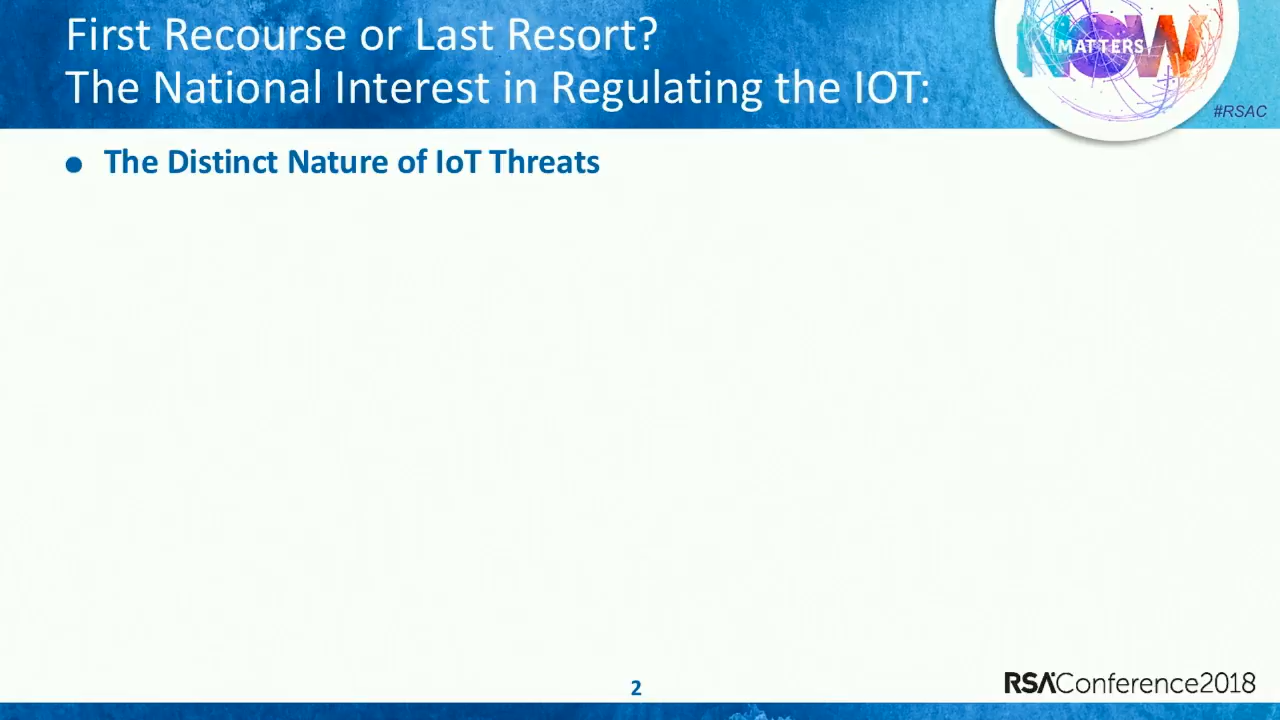 First Recourse or Last Resort?
The National Interest in Regulating the IOT:
NOW
MATTERS
#RSAC
● The Distinct Nature of IoT Threats
2
RSAConference2018